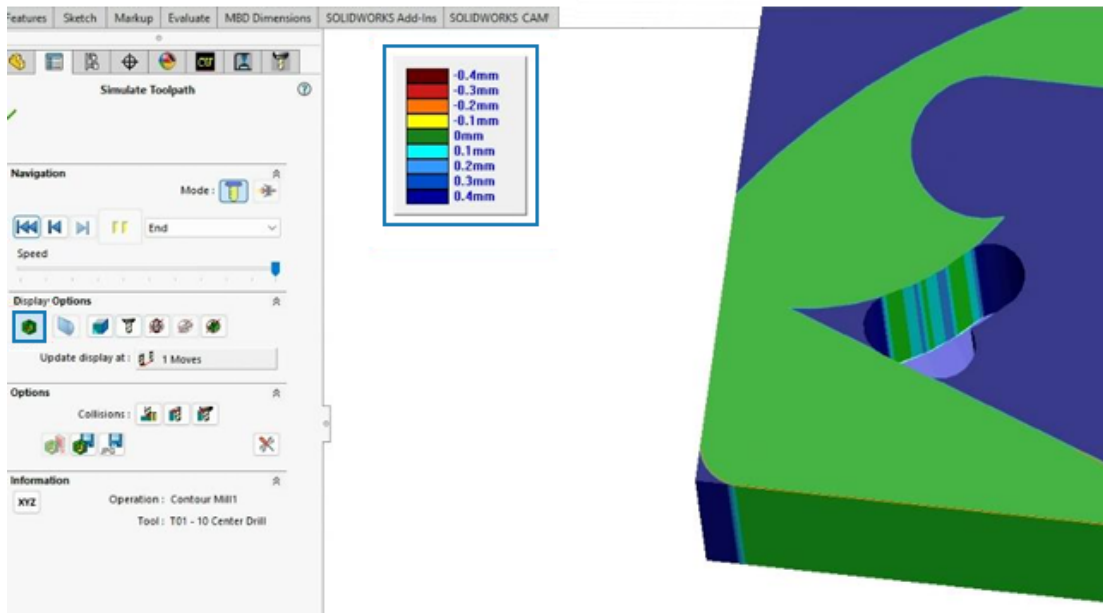 Features Sketch Markup Evaluate MBD Dimensions SOLIDWORKS Add-Ins SOLIDWORKS CAM
Simulate Toolpath
Navigation
Mode :
End
Speed
Display Options
Update display at : 1 Moves
Options
Collisions :
Information
XYZ
Operation : Contour Mill1
Tool : T01 - 10 Center Drill
-0.4mm
-0.3mm
-0.2mm
-0.1mm
0mm
0.1mm
0.2mm
0.3mm
0.4mm